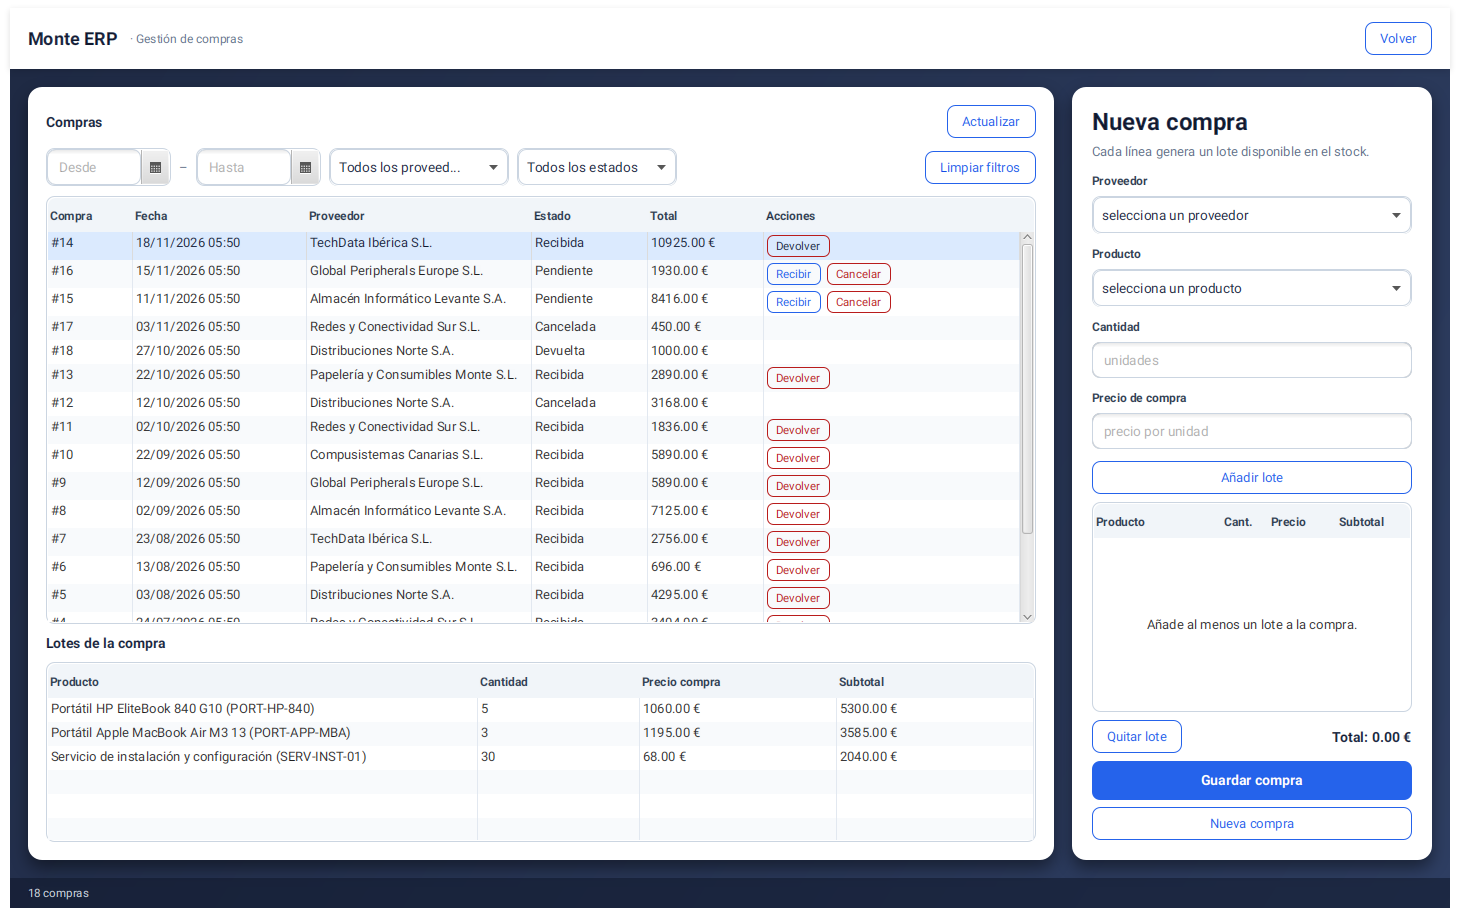 Monte ERP · Gestión de compras Volver
Compras Actualizar
Desde – Hasta Todos los proveed... Todos los estados Limpiar filtros
Compra Fecha Proveedor Estado Total Acciones
#14 18/11/2026 05:50 TechData Ibérica S.L. Recibida 10925.00 € Devolver
#16 15/11/2026 05:50 Global Peripherals Europe S.L. Pendiente 1930.00 € Recibir Cancelar
#15 11/11/2026 05:50 Almacén Informático Levante S.A. Pendiente 8416.00 € Recibir Cancelar
#17 03/11/2026 05:50 Redes y Conectividad Sur S.L. Cancelada 450.00 €
#18 27/10/2026 05:50 Distribuciones Norte S.A. Devuelta 1000.00 €
#13 22/10/2026 05:50 Papelería y Consumibles Monte S.L. Recibida 2890.00 € Devolver
#12 12/10/2026 05:50 Distribuciones Norte S.A. Cancelada 3168.00 €
#11 02/10/2026 05:50 Redes y Conectividad Sur S.L. Recibida 1836.00 € Devolver
#10 22/09/2026 05:50 Compusistemas Canarias S.L. Recibida 5890.00 € Devolver
#9 12/09/2026 05:50 Global Peripherals Europe S.L. Recibida 5890.00 € Devolver
#8 02/09/2026 05:50 Almacén Informático Levante S.A. Recibida 7125.00 € Devolver
#7 23/08/2026 05:50 TechData Ibérica S.L. Recibida 2756.00 € Devolver
#6 13/08/2026 05:50 Papelería y Consumibles Monte S.L. Recibida 696.00 € Devolver
#5 03/08/2026 05:50 Distribuciones Norte S.A. Recibida 4295.00 € Devolver
Lotes de la compra
Producto Cantidad Precio compra Subtotal
Portátil HP EliteBook 840 G10 (PORT-HP-840) 5 1060.00 € 5300.00 €
Portátil Apple MacBook Air M3 13 (PORT-APP-MBA) 3 1195.00 € 3585.00 €
Servicio de instalación y configuración (SERV-INST-01) 30 68.00 € 2040.00 €
Nueva compra
Cada línea genera un lote disponible en el stock.
Proveedor
selecciona un proveedor
Producto
selecciona un producto
Cantidad
unidades
Precio de compra
precio por unidad
Añadir lote
Producto Cant. Precio Subtotal
Añade al menos un lote a la compra.
Quitar lote Total: 0.00 €
Guardar compra
Nueva compra
18 compras